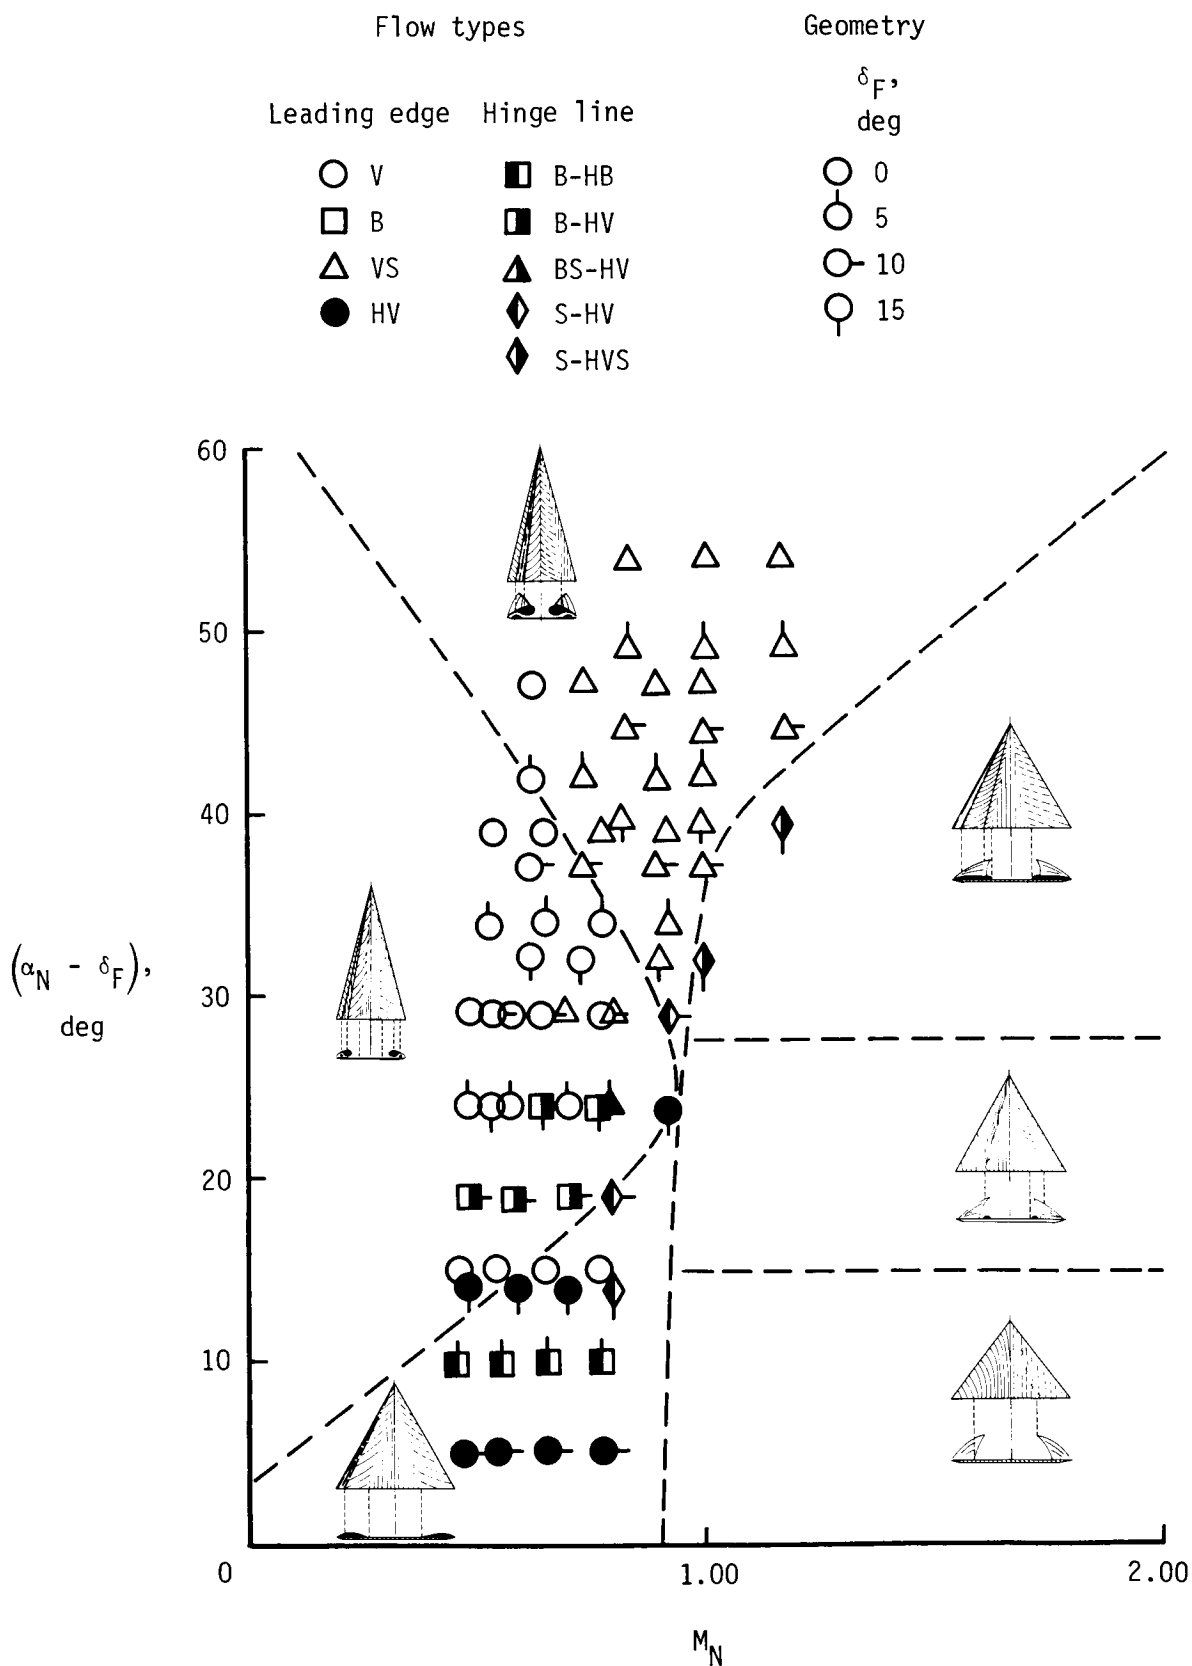 Flow types
Geometry
Leading edge
Hinge line
δF,
deg
V
B-HB
0
B
B-HV
5
VS
BS-HV
10
HV
S-HV
15
S-HVS
60
50
40
30
20
10
0
1.00
2.00
(αN - δF),
deg
MN